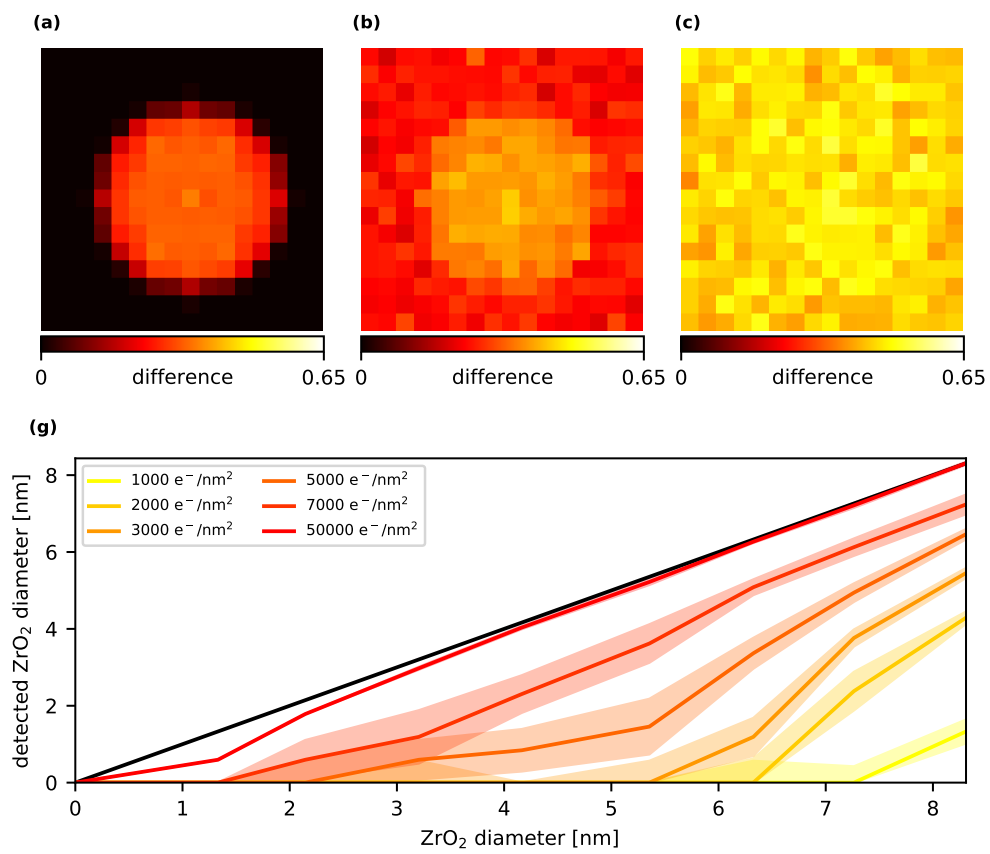 (a) (b) (c)
0 difference 0.65 0 difference 0.65 0 difference 0.65
(g)
detected ZrO₂ diameter [nm]
8
6
4
2
0
1000 e⁻/nm² 5000 e⁻/nm²
2000 e⁻/nm² 7000 e⁻/nm²
3000 e⁻/nm² 50000 e⁻/nm²
0 1 2 3 4 5 6 7 8
ZrO₂ diameter [nm]